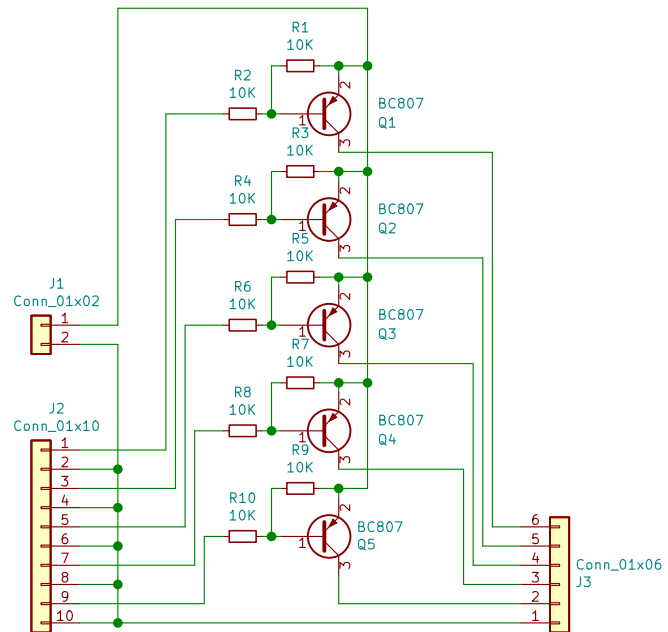 R1
10K
R2
10K
2
BC807
Q1
1
3
R3
10K
R4
10K
2
BC807
Q2
1
3
R5
10K
R6
10K
2
BC807
Q3
1
3
R7
10K
R8
10K
2
BC807
Q4
1
3
R9
10K
R10
10K
2
BC807
Q5
1
3
J1
Conn_01x02
1
2
J2
Conn_01x10
1
2
3
4
5
6
7
8
9
10
6
5
4
3
2
1
Conn_01x06
J3